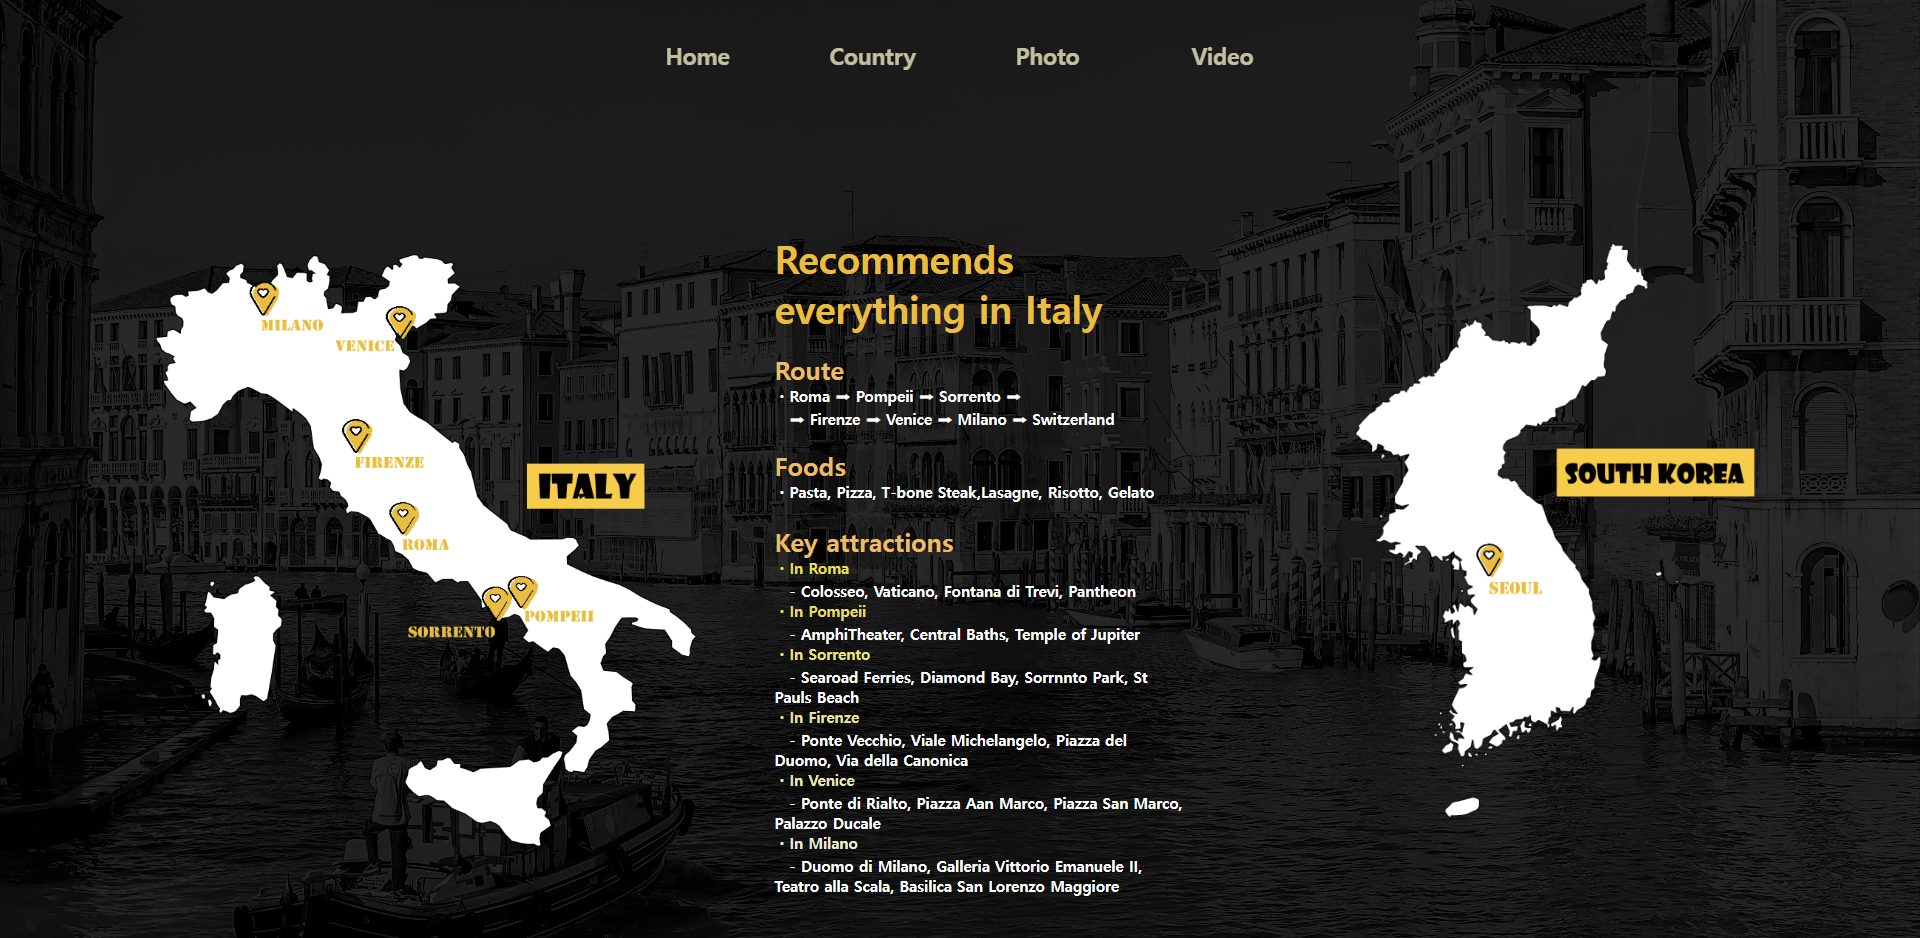 Home Country Photo Video
MILANO
VENICE
FIRENZE
ROMA
POMPEII
SORRENTO
ITALY
Recommends
everything in Italy
Route
・Roma ➡ Pompeii ➡ Sorrento ➡
➡ Firenze ➡ Venice ➡ Milano ➡ Switzerland
Foods
・Pasta, Pizza, T-bone Steak,Lasagne, Risotto, Gelato
Key attractions
・In Roma
- Colosseo, Vaticano, Fontana di Trevi, Pantheon
・In Pompeii
- AmphiTheater, Central Baths, Temple of Jupiter
・In Sorrento
- Searoad Ferries, Diamond Bay, Sorrnnto Park, St
Pauls Beach
・In Firenze
- Ponte Vecchio, Viale Michelangelo, Piazza del
Duomo, Via della Canonica
・In Venice
- Ponte di Rialto, Piazza Aan Marco, Piazza San Marco,
Palazzo Ducale
・In Milano
- Duomo di Milano, Galleria Vittorio Emanuele II,
Teatro alla Scala, Basilica San Lorenzo Maggiore
SOUTH KOREA
SEOUL